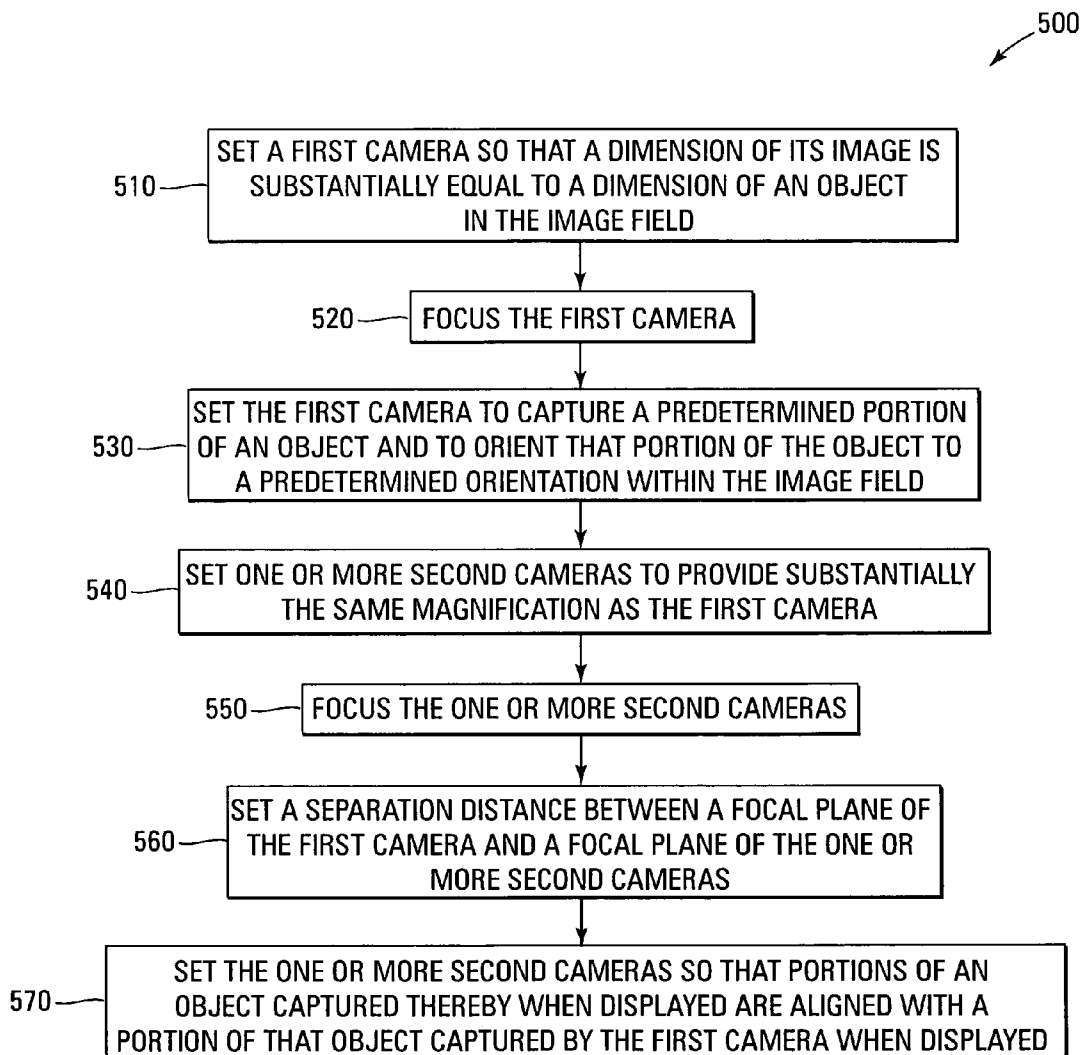 500
SET A FIRST CAMERA SO THAT A DIMENSION OF ITS IMAGE IS
SUBSTANTIALLY EQUAL TO A DIMENSION OF AN OBJECT
IN THE IMAGE FIELD
510
FOCUS THE FIRST CAMERA
520
SET THE FIRST CAMERA TO CAPTURE A PREDETERMINED PORTION
OF AN OBJECT AND TO ORIENT THAT PORTION OF THE OBJECT TO
A PREDETERMINED ORIENTATION WITHIN THE IMAGE FIELD
530
SET ONE OR MORE SECOND CAMERAS TO PROVIDE SUBSTANTIALLY
THE SAME MAGNIFICATION AS THE FIRST CAMERA
540
FOCUS THE ONE OR MORE SECOND CAMERAS
550
SET A SEPARATION DISTANCE BETWEEN A FOCAL PLANE OF
THE FIRST CAMERA AND A FOCAL PLANE OF THE ONE OR
MORE SECOND CAMERAS
560
SET THE ONE OR MORE SECOND CAMERAS SO THAT PORTIONS OF AN
OBJECT CAPTURED THEREBY WHEN DISPLAYED ARE ALIGNED WITH A
PORTION OF THAT OBJECT CAPTURED BY THE FIRST CAMERA WHEN DISPLAYED
570